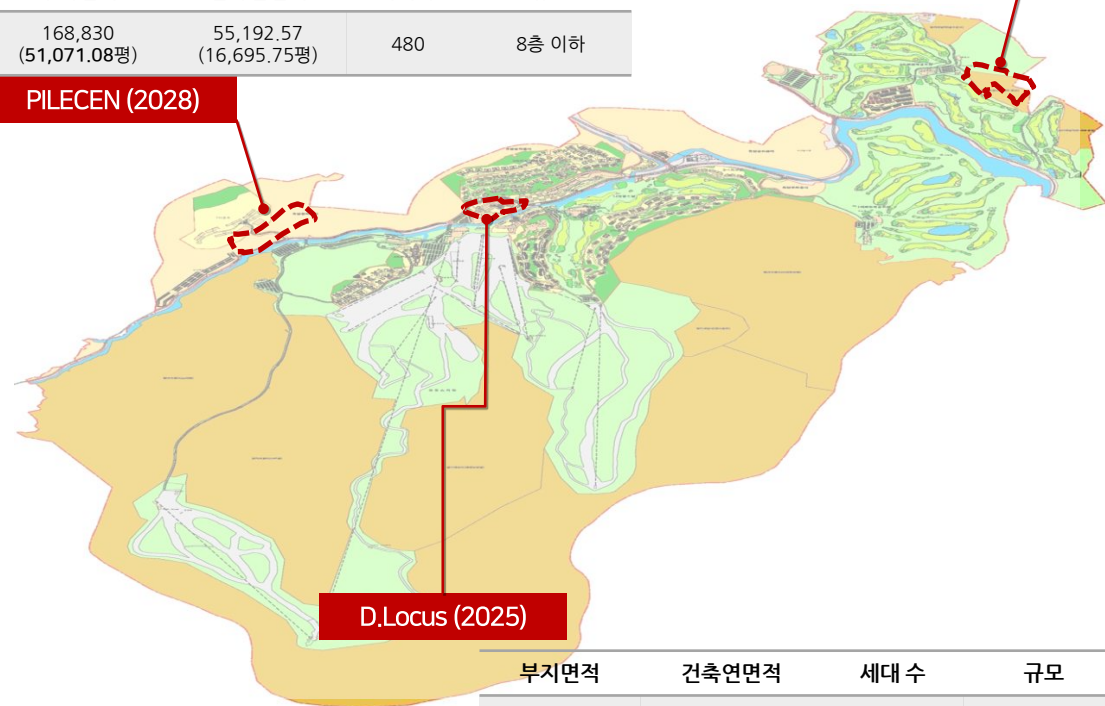 168,830 55,192.57 480 8층 이하
(51,071.08평) (16,695.75평)
PILECEN (2028)
D.Locus (2025)
부지면적 건축연면적 세대 수 규모